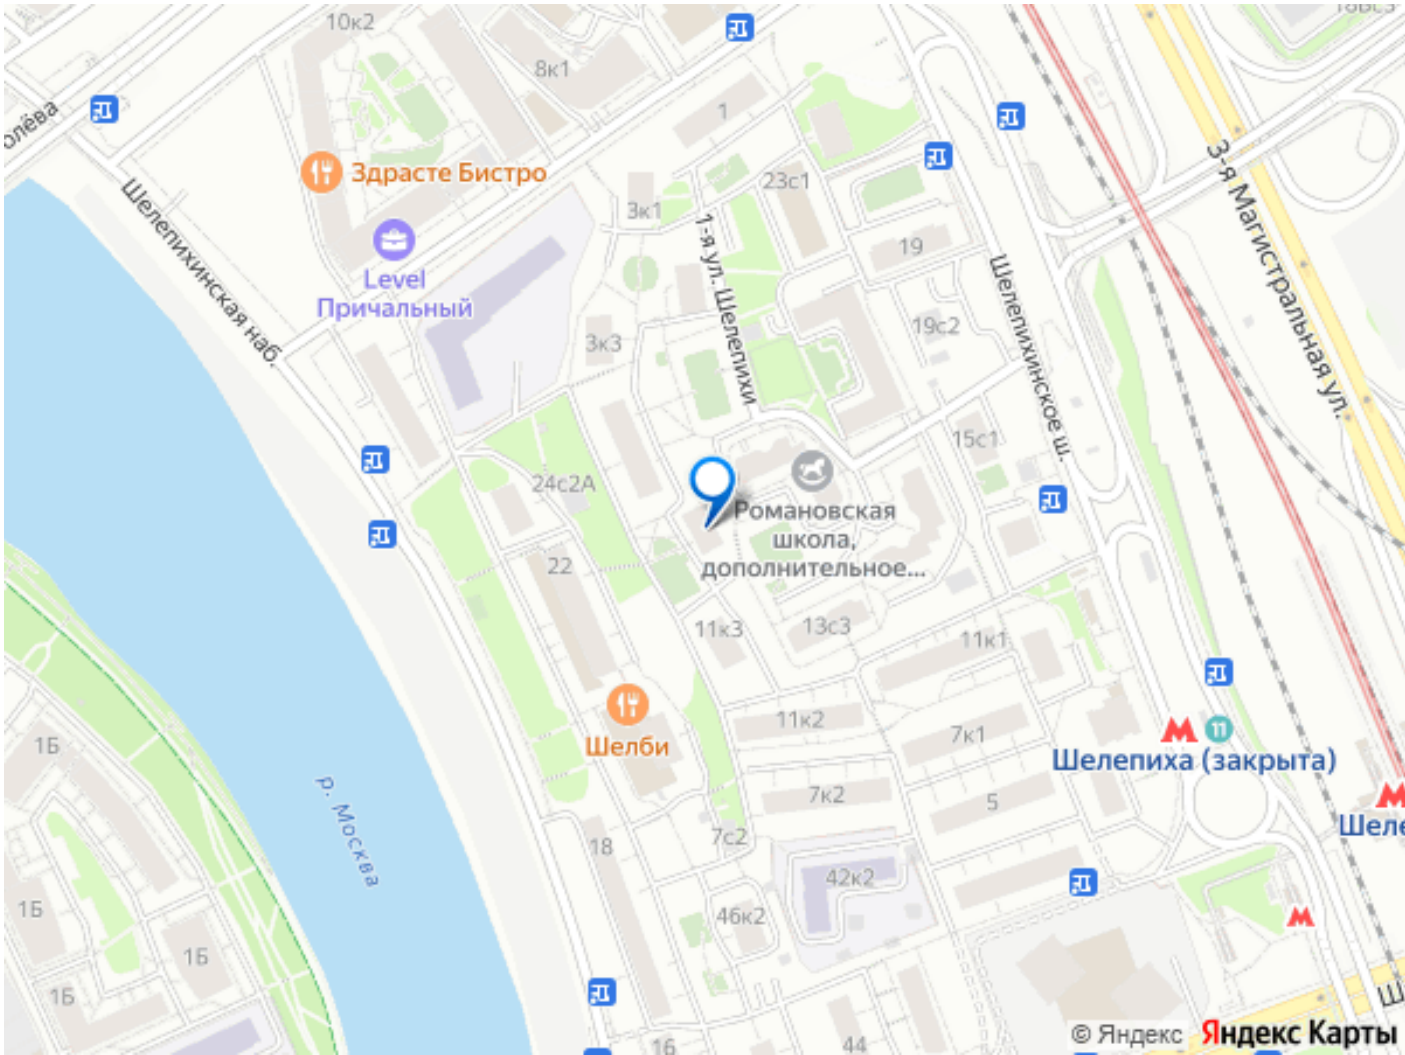 10к2
8к1
1
олёва
Здрасте Бистро
23с1
3к1
3-я Магистральная ул.
Шелепихинская наб.
1-я ул. Шелепихи
19
Level
Причальный
Шелепихинское ш.
19с2
3к3
15с1
24с2А
Романовская
школа,
дополнительное...
22
11к3
13с3
11к1
11к2
7к1
Шелби
11
Шелепиха (закрыта)
1Б
р. Москва
7к2
5
Шеле
7с2
18
42к2
1Б
46к2
1Б
1Б
Ш
16
44
© Яндекс
Яндекс Карты